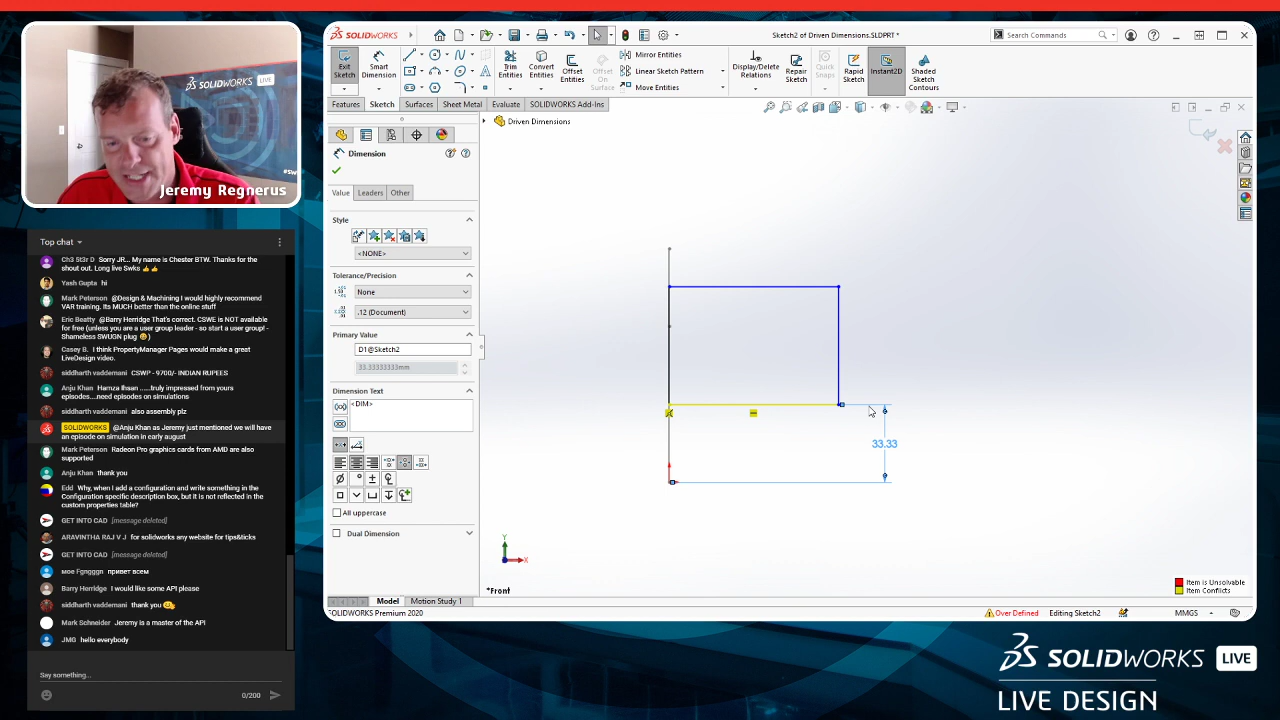 SOLIDWORKS
Sketch2 of Driven Dimensions.SLDPRT *
Search Commands
Exit Sketch
Smart Dimension
Trim Entities
Convert Entities
Offset Entities
Offset On Surface
Mirror Entities
Linear Sketch Pattern
Move Entities
Display/Delete Relations
Repair Sketch
Quick Snaps
Rapid Sketch
Instant2D
Shaded Sketch Contours
Features
Sketch
Surfaces
Sheet Metal
Evaluate
SOLIDWORKS Add-Ins
Driven Dimensions
Dimension
Value
Leaders
Other
Style
<NONE>
Tolerance/Precision
None
.12 (Document)
Primary Value
D1@Sketch2
33.33333333mm
Dimension Text
<DIM>
All uppercase
Dual Dimension
33.33
Y
X
*Front
Item is Unsolvable
Item Conflicts
Model
Motion Study 1
SOLIDWORKS Premium 2020
Over Defined
Editing Sketch2
MMGS
SOLIDWORKS LIVE
Jeremy Regnerus
Top chat
Ch3 5t3r D Sorry JR... My name is Chester BTW. Thanks for the
shout out. Long live Swks
Yash Gupta hi
Mark Peterson @Design & Machining I would highly recommend
VAR training. Its MUCH better than the online stuff
Eric Beatty @Barry Herridge That's correct. CSWE is NOT available
for free (unless you are a user group leader - so start a user group! -
Shameless SWUGN plug 😄)
Casey B. I think PropertyManager Pages would make a great
LiveDesign video.
siddharth vaddemani CSWP - 9700/- INDIAN RUPEES
Anju Khan Hamza Ihsan ......truly impressed from yours
episodes....need episodes on simulations
siddharth vaddemani also assembly plz
SOLIDWORKS @Anju Khan as Jeremy just mentioned we will have
an episode on simulation in early august
Mark Peterson Radeon Pro graphics cards from AMD are also
supported
Anju Khan thank you
Edd Why, when I add a configuration and write something in the
Configuration specific description box, but it is not reflected in the
custom properties table?
GET INTO CAD [message deleted]
ARAVINTHA RAJ V J for solidworks any website for tips&ticks
GET INTO CAD [message deleted]
мое Fgngggn привет всем
Barry Herridge I would like some API please
siddharth vaddemani thank you
Mark Schneider Jeremy is a master of the API
JMG hello everybody
Say something...
0/200
SOLIDWORKS LIVE
LIVE DESIGN